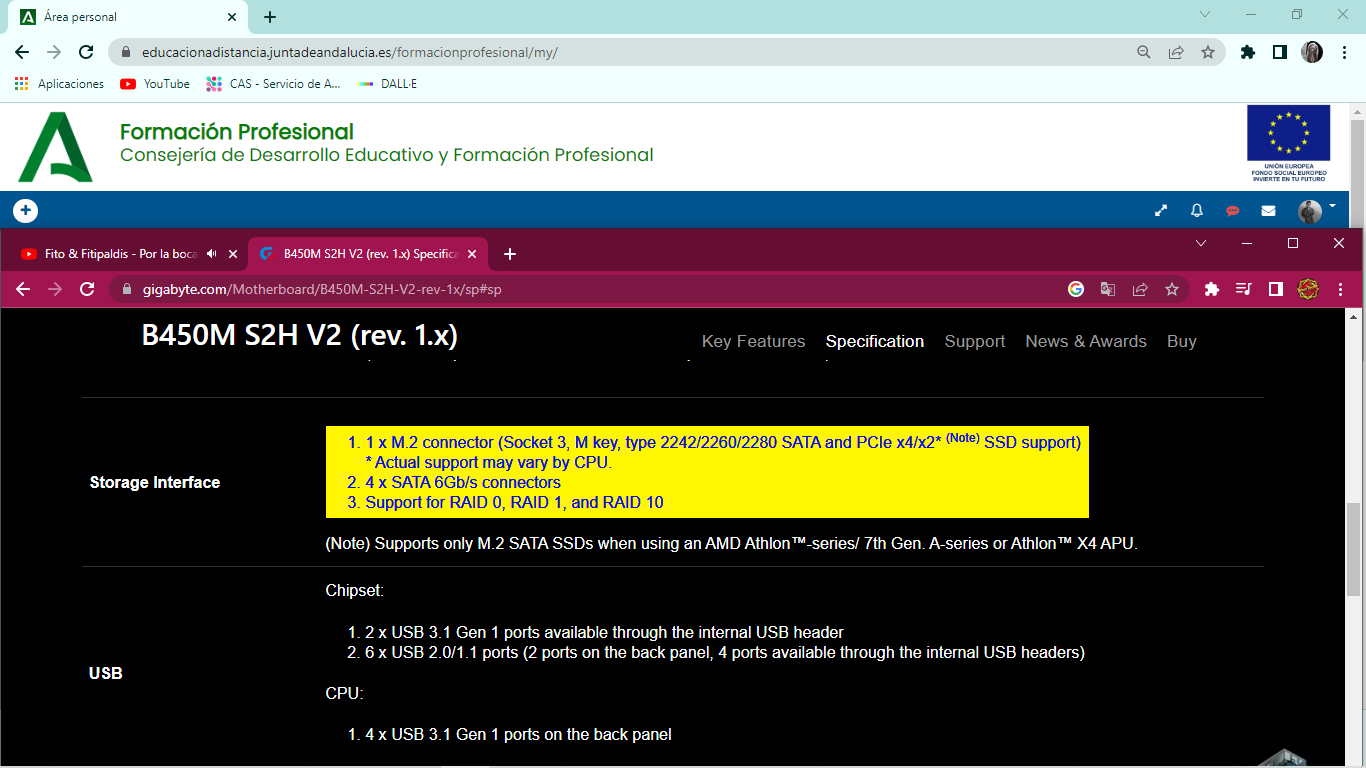 Área personal
educacionadistancia.juntadeandalucia.es/formacionprofesional/my/
Aplicaciones
YouTube
CAS - Servicio de A...
DALL·E
Formación Profesional
Consejería de Desarrollo Educativo y Formación Profesional
UNIÓN EUROPEA
FONDO SOCIAL EUROPEO
INVIERTE EN TU FUTURO
Fito & Fitipaldis - Por la boca
B450M S2H V2 (rev. 1.x) Specifica
gigabyte.com/Motherboard/B450M-S2H-V2-rev-1x/sp#sp
B450M S2H V2 (rev. 1.x)
Key Features
Specification
Support
News & Awards
Buy
Storage Interface
1. 1 x M.2 connector (Socket 3, M key, type 2242/2260/2280 SATA and PCIe x4/x2* (Note) SSD support)
* Actual support may vary by CPU.
2. 4 x SATA 6Gb/s connectors
3. Support for RAID 0, RAID 1, and RAID 10
(Note) Supports only M.2 SATA SSDs when using an AMD Athlon™-series/ 7th Gen. A-series or Athlon™ X4 APU.
USB
Chipset:
1. 2 x USB 3.1 Gen 1 ports available through the internal USB header
2. 6 x USB 2.0/1.1 ports (2 ports on the back panel, 4 ports available through the internal USB headers)
CPU:
1. 4 x USB 3.1 Gen 1 ports on the back panel